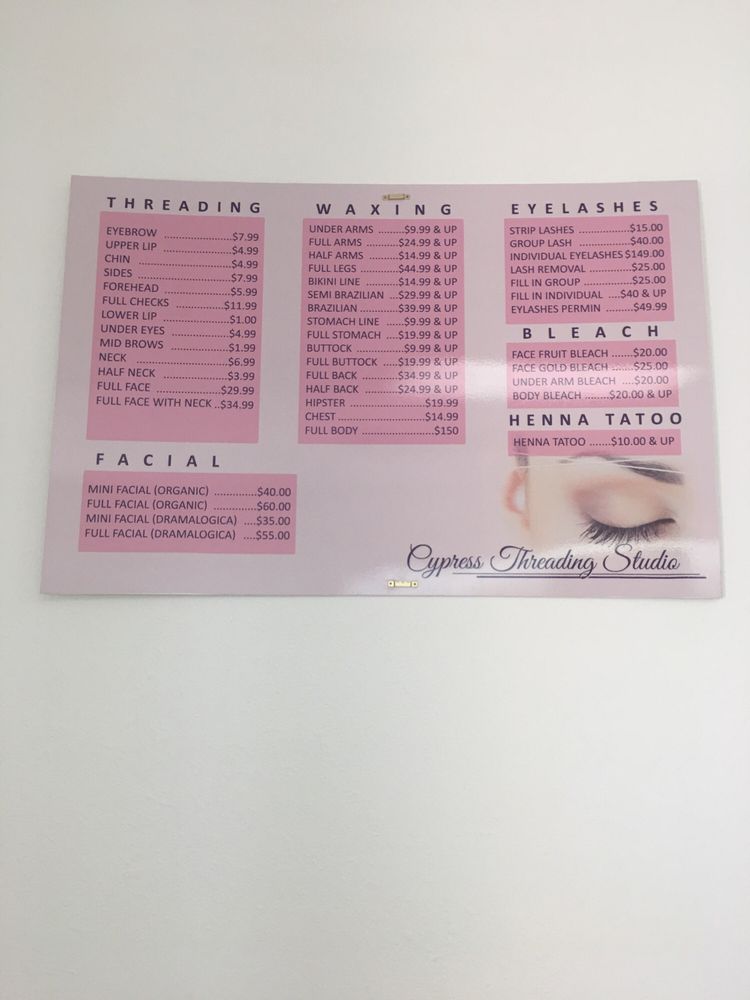 THREADING
EYEBROW ........................$7.99
UPPER LIP ......................$4.99
CHIN ..............................$4.99
SIDES .............................$7.99
FOREHEAD .....................$5.99
FULL CHECKS ................$11.99
LOWER LIP .....................$1.00
UNDER EYES ..................$4.99
MID BROWS ...................$1.99
NECK .............................$6.99
HALF NECK ....................$3.99
FULL FACE ....................$29.99
FULL FACE WITH NECK ..$34.99
FACIAL
MINI FACIAL (ORGANIC) ..............$40.00
FULL FACIAL (ORGANIC) ..............$60.00
MINI FACIAL (DRAMALOGICA) ....$35.00
FULL FACIAL (DRAMALOGICA) ....$55.00
WAXING
UNDER ARMS ........$9.99 & UP
FULL ARMS ..........$24.99 & UP
HALF ARMS ..........$14.99 & UP
FULL LEGS ............$44.99 & UP
BIKINI LINE ...........$14.99 & UP
SEMI BRAZILIAN ...$29.99 & UP
BRAZILIAN ............$39.99 & UP
STOMACH LINE .....$9.99 & UP
FULL STOMACH ....$19.99 & UP
BUTTOCK ...............$9.99 & UP
FULL BUTTOCK .....$19.99 & UP
FULL BACK ............$34.99 & UP
HALF BACK ...........$24.99 & UP
HIPSTER .........................$19.99
CHEST ............................$14.99
FULL BODY .......................$150
EYELASHES
STRIP LASHES .................$15.00
GROUP LASH .................$40.00
INDIVIDUAL EYELASHES $149.00
LASH REMOVAL ..............$25.00
FILL IN GROUP ................$25.00
FILL IN INDIVIDUAL ....$40 & UP
EYLASHES PERMIN ..........$49.99
BLEACH
FACE FRUIT BLEACH .......$20.00
FACE GOLD BLEACH .......$25.00
UNDER ARM BLEACH ....$20.00
BODY BLEACH ........$20.00 & UP
HENNA TATOO
HENNA TATOO .......$10.00 & UP
Cypress Threading Studio